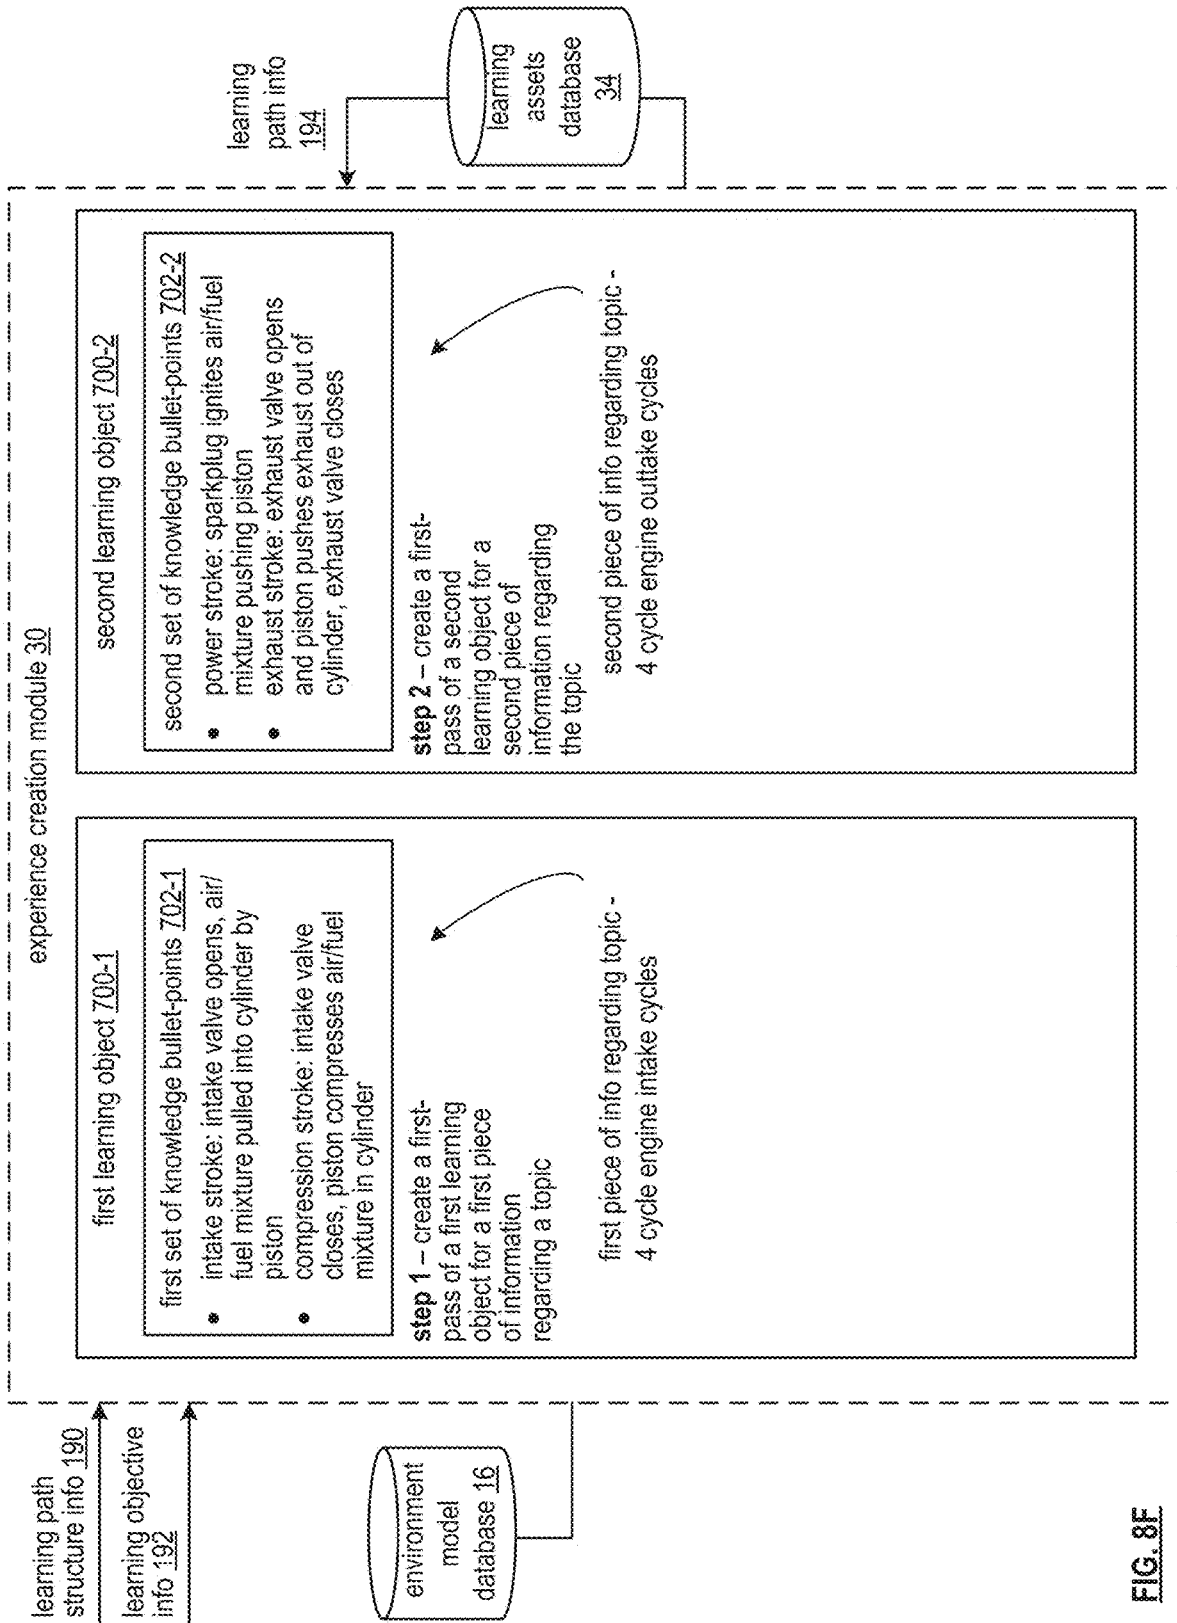 experience creation module 30
learning path
structure info 190
learning objective
info 192
environment
model
database 16
first learning object 700-1
first set of knowledge bullet-points 702-1
• intake stroke: intake valve opens, air/
fuel mixture pulled into cylinder by
piston
• compression stroke: intake valve
closes, piston compresses air/fuel
mixture in cylinder
step 1 – create a first-
pass of a first learning
object for a first piece
of information
regarding a topic
first piece of info regarding topic -
4 cycle engine intake cycles
second learning object 700-2
second set of knowledge bullet-points 702-2
• power stroke: sparkplug ignites air/fuel
mixture pushing piston
• exhaust stroke: exhaust valve opens
and piston pushes exhaust out of
cylinder, exhaust valve closes
step 2 – create a first-
pass of a second
learning object for a
second piece of
information regarding
the topic
second piece of info regarding topic -
4 cycle engine outtake cycles
learning
path info
194
learning
assets
database
34
FIG. 8F